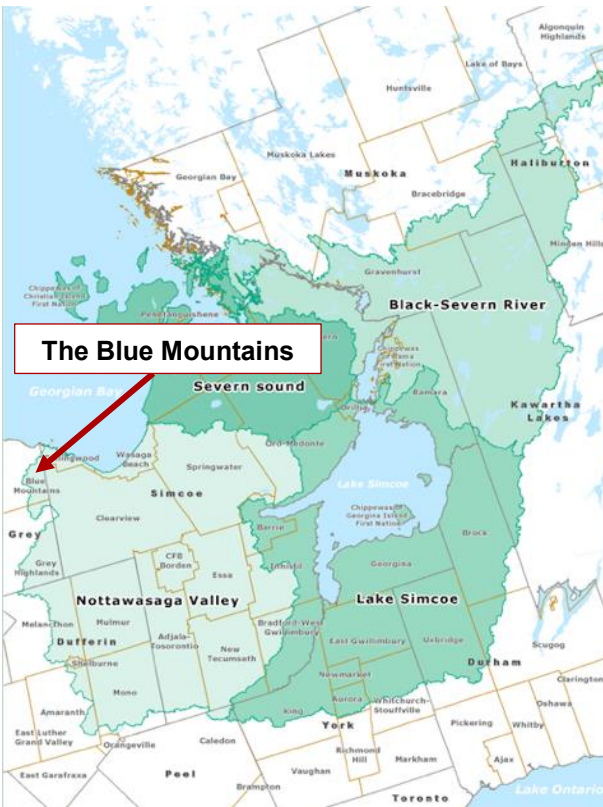 Algonquin
Highlands
Lake of Bays
Huntsville
Muskoka Lakes
Muskoka
Georgian Bay
Haliburton
Bracebridge
Minden Hills
Gravenhurst
Chippewas of
Christian Island
First Nation
Penetanguishene
Black-Severn River
The Blue Mountains
Chippewas
of Rama
First Nation
Severn sound
Georgian Bay
Ramara
Orillia
Kawartha
Lakes
Oro-Medonte
Wasaga
Beach
Springwater
Blue
Mountains
Simcoe
Lake Simcoe
Chippewas of
Georgina Island
First Nation
Clearview
Grey
Barrie
Brock
CFB
Borden
Grey
Highlands
Essa
Innisfil
Georgina
Nottawasaga Valley
Lake Simcoe
Melancthon
Mulmur
Adjala-
Tosorontio
Bradford-West
Gwillimbury
Dufferin
New
Tecumseth
East Gwillimbury
Uxbridge
Scugog
Shelburne
Durham
Newmarket
Mono
Aurora
Whitchurch-
Stouffville
Clarington
Amaranth
King
York
Oshawa
Pickering
Whitby
East Luther
Grand Valley
Orangeville
Caledon
Richmond
Hill
Markham
Ajax
East Garafraxa
Peel
Vaughan
Brampton
Toronto
Lake Ontario